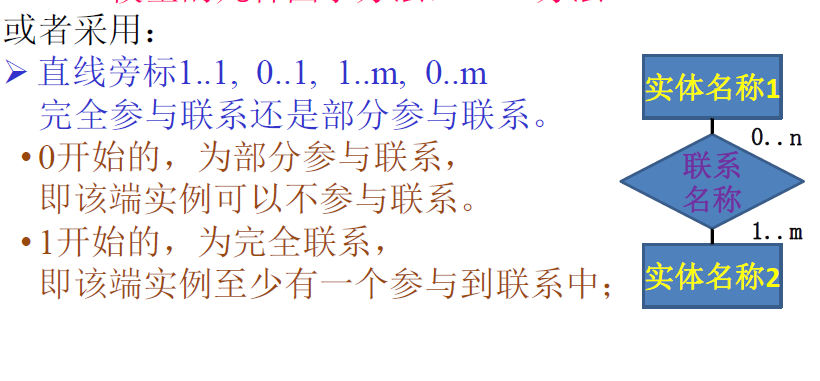 或者采用：
➢ 直线旁标1..1, 0..1, 1..m, 0..m
完全参与联系还是部分参与联系。
•0开始的，为部分参与联系，
即该端实例可以不参与联系。
•1开始的，为完全联系，
即该端实例至少有一个参与到联系中；
实体名称1
0..n
联系
名称
1..m
实体名称2